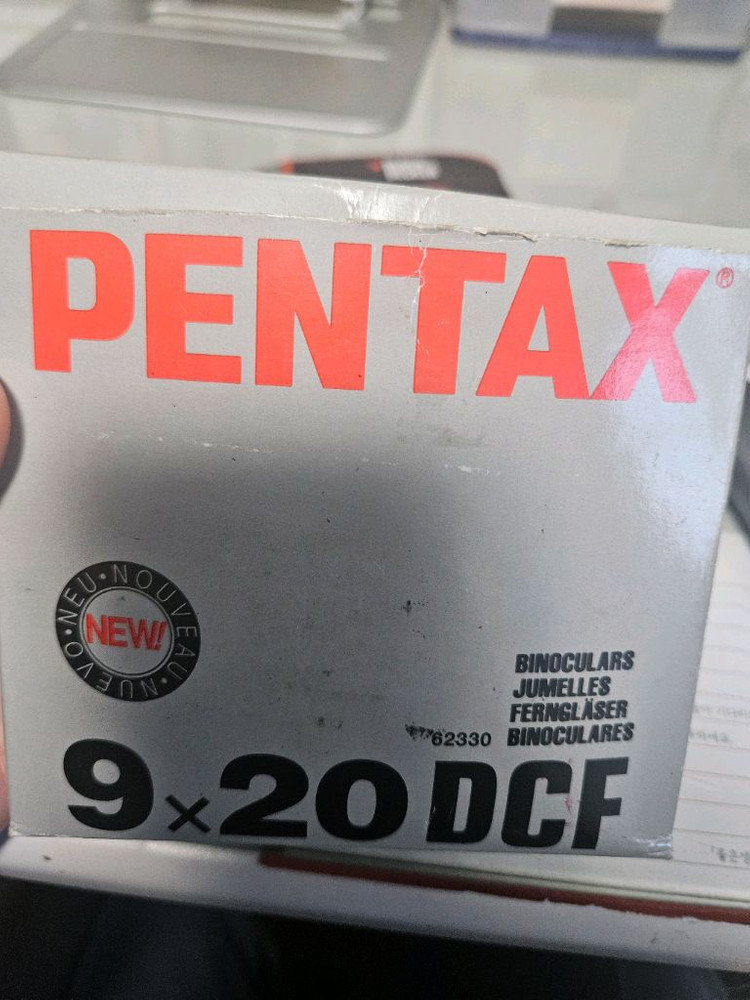 PENTAX®
NEU•NOUVEAU•NUEVO•
NEW!
BINOCULARS
JUMELLES
FERNGLÄSER
62330 BINOCULARES
9×20 DCF